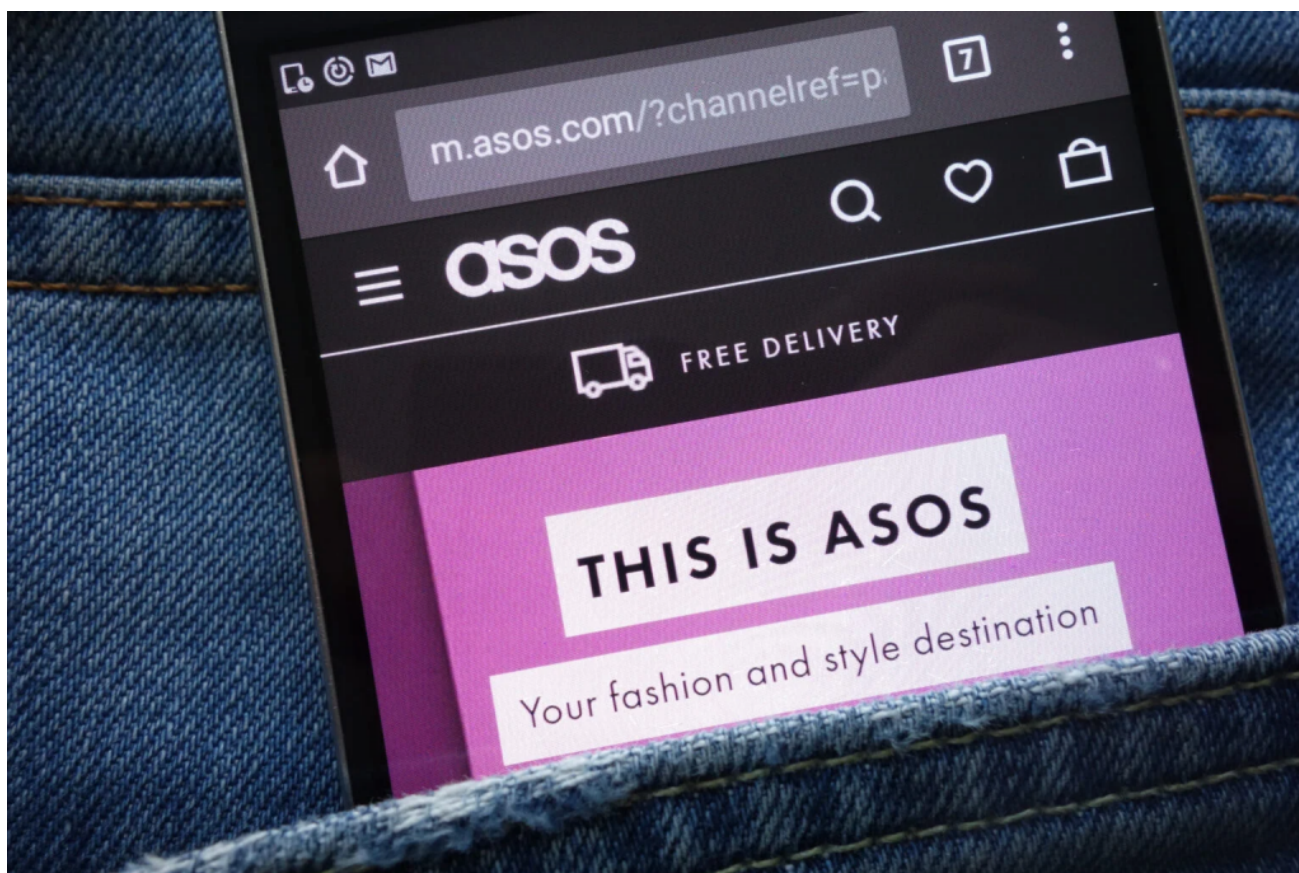 m.asos.com/?channelref=p
7
asos
FREE DELIVERY
THIS IS ASOS
Your fashion and style destination